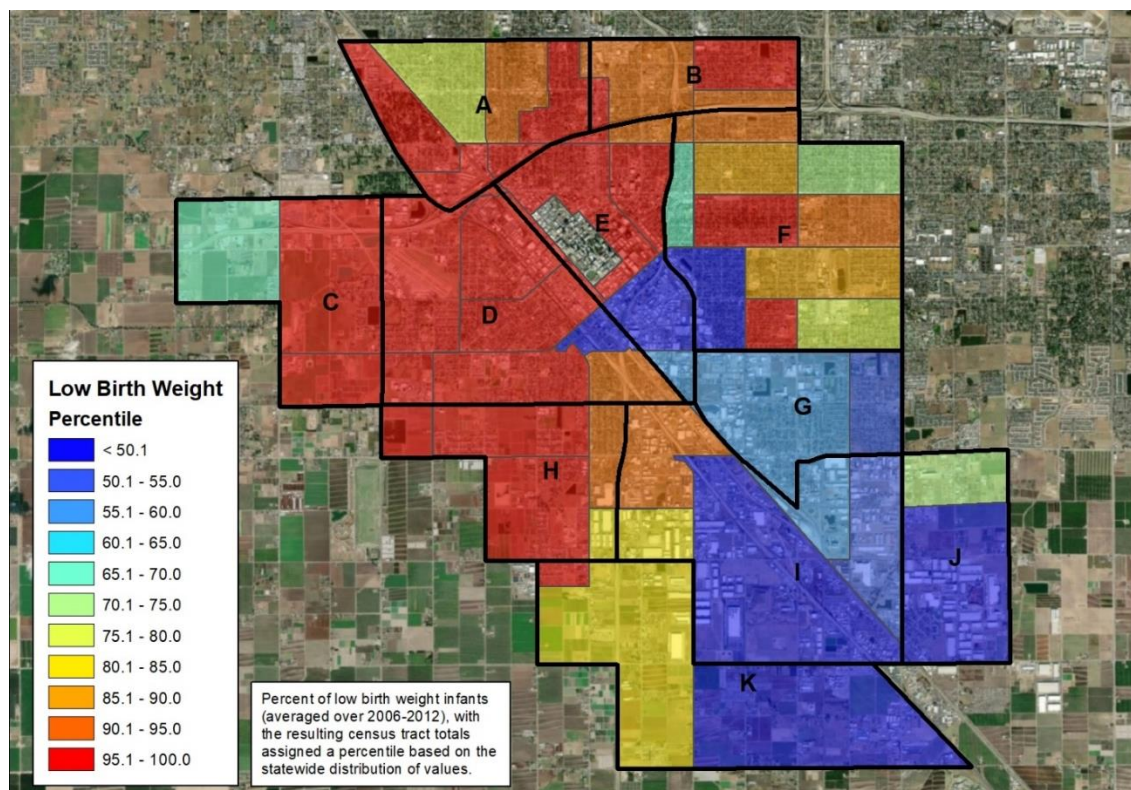 A
B
C
D
E
F
G
H
I
J
K
Low Birth Weight
Percentile
< 50.1
50.1 - 55.0
55.1 - 60.0
60.1 - 65.0
65.1 - 70.0
70.1 - 75.0
75.1 - 80.0
80.1 - 85.0
85.1 - 90.0
90.1 - 95.0
95.1 - 100.0
Percent of low birth weight infants
(averaged over 2006-2012), with
the resulting census tract totals
assigned a percentile based on the
statewide distribution of values.